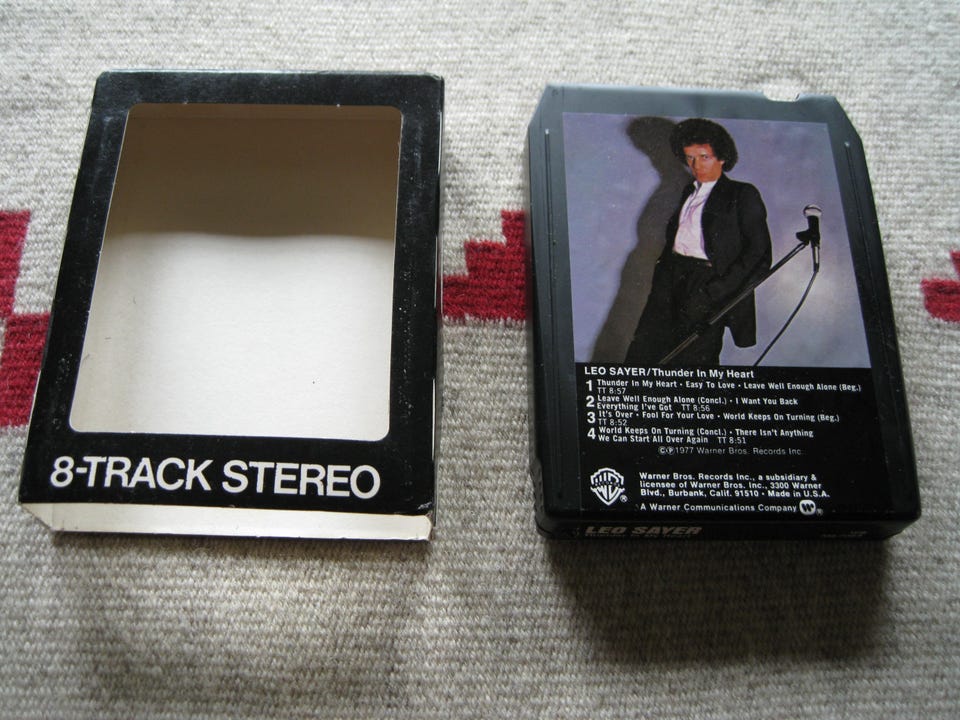 8-TRACK STEREO
LEO SAYER/Thunder In My Heart
1 Thunder In My Heart • Easy To Love • Leave Well Enough Alone (Beg.)
TT 8:57
2 Leave Well Enough Alone (Concl.) • I Want You Back
Everything I've Got TT 8:56
3 It's Over • Fool For Your Love • World Keeps On Turning (Beg.)
TT 8:52
4 World Keeps On Turning (Concl.) • There Isn't Anything
We Can Start All Over Again TT 8:51
©℗1977 Warner Bros. Records Inc.
Warner Bros. Records Inc., a subsidiary &
licensee of Warner Bros. Inc., 3300 Warner
Blvd., Burbank, Calif. 91510 • Made in U.S.A.
A Warner Communications Company
LEO SAYER